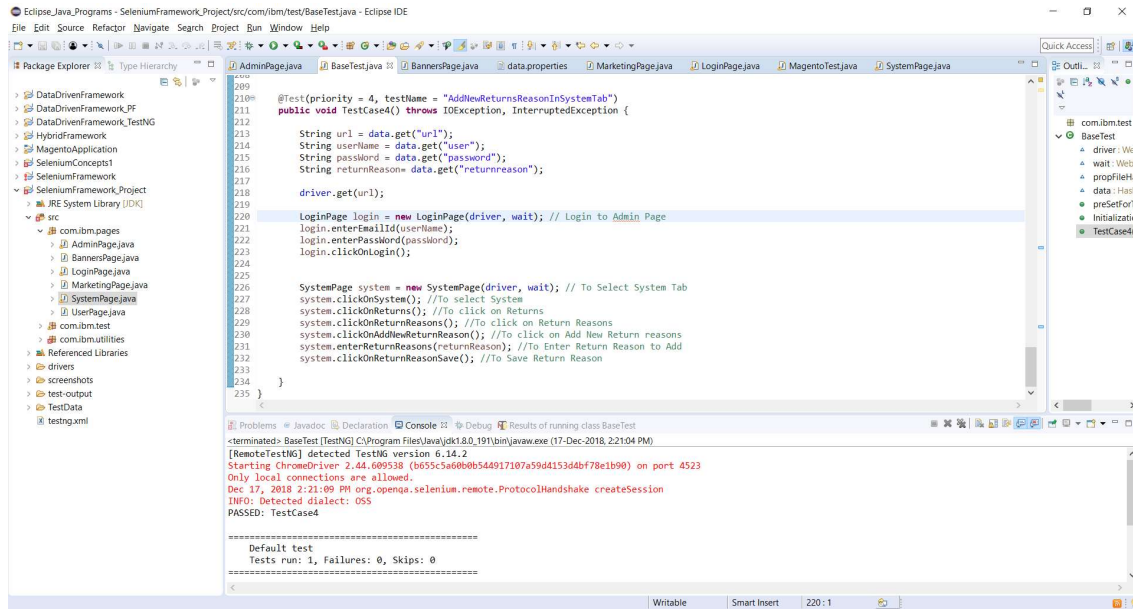 Eclipse_Java_Programs - SeleniumFramework_Project/src/com/ibm/test/BaseTest.java - Eclipse IDE
File Edit Source Refactor Navigate Search Project Run Window Help
Quick Access
Package Explorer Type Hierarchy
DataDrivenFramework
DataDrivenFramework_PF
DataDrivenFramework_TestNG
HybridFramework
MagentoApplication
SeleniumConcepts1
SeleniumFramework
SeleniumFramework_Project
JRE System Library [JDK]
src
com.ibm.pages
AdminPage.java
BannersPage.java
LoginPage.java
MarketingPage.java
SystemPage.java
UserPage.java
com.ibm.test
com.ibm.utilities
Referenced Libraries
drivers
screenshots
test-output
TestData
testng.xml
AdminPage.java BaseTest.java BannersPage.java data.properties MarketingPage.java LoginPage.java MagentoTest.java SystemPage.java
209
210 @Test(priority = 4, testName = "AddNewReturnsReasonInSystemTab")
211 public void TestCase4() throws IOException, InterruptedException {
212
213 String url = data.get("url");
214 String userName = data.get("user");
215 String passWord = data.get("password");
216 String returnReason= data.get("returnreason");
217
218 driver.get(url);
219
220 LoginPage login = new LoginPage(driver, wait); // Login to Admin Page
221 login.enterEmailId(userName);
222 login.enterPassWord(passWord);
223 login.clickOnLogin();
224
225
226 SystemPage system = new SystemPage(driver, wait); // To Select System Tab
227 system.clickOnSystem(); //To select System
228 system.clickOnReturns(); //To click on Returns
229 system.clickOnReturnReasons(); //To click on Return Reasons
230 system.clickOnAddNewReturnReason(); //To click on Add New Return reasons
231 system.enterReturnReasons(returnReason); //To Enter Return Reason to Add
232 system.clickOnReturnReasonSave(); //To Save Return Reason
233
234 }
235 }
Outli...
com.ibm.test
BaseTest
driver : We
wait : Web
propFileHa
data : Has
preSetForT
Initializatio
TestCase4(
Problems Javadoc Declaration Console Debug Results of running class BaseTest
<terminated> BaseTest [TestNG] C:\Program Files\Java\jdk1.8.0_191\bin\javaw.exe (17-Dec-2018, 2:21:04 PM)
[RemoteTestNG] detected TestNG version 6.14.2
Starting ChromeDriver 2.44.609538 (b655c5a60b0b544917107a59d4153d4bf78e1b90) on port 4523
Only local connections are allowed.
Dec 17, 2018 2:21:09 PM org.openqa.selenium.remote.ProtocolHandshake createSession
INFO: Detected dialect: OSS
PASSED: TestCase4
===============================================
Default test
Tests run: 1, Failures: 0, Skips: 0
===============================================
Writable Smart Insert 220 : 1